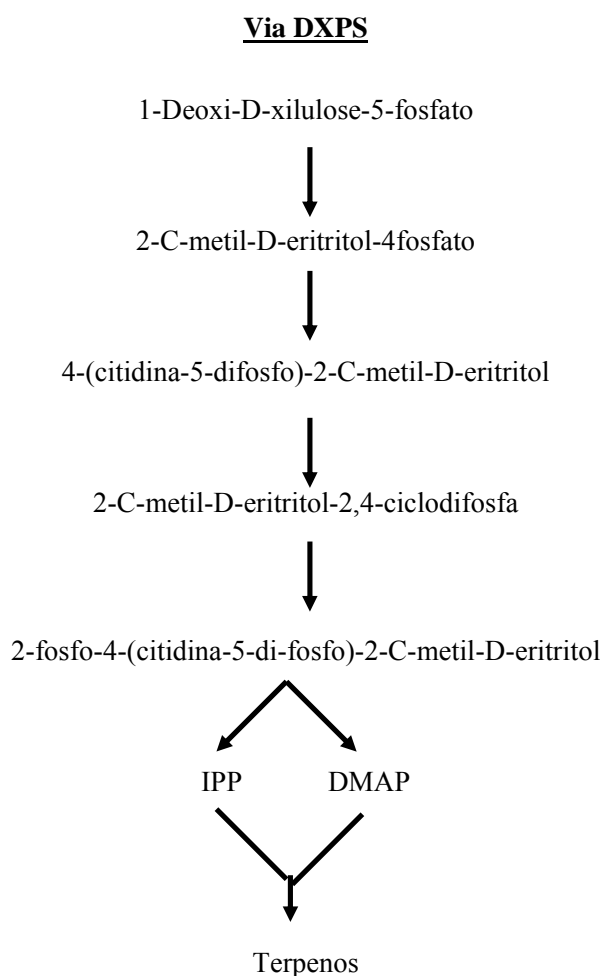 Via DXPS
1-Deoxi-D-xilulose-5-fosfato
2-C-metil-D-eritritol-4fosfato
4-(citidina-5-difosfo)-2-C-metil-D-eritritol
2-C-metil-D-eritritol-2,4-ciclodifosfa
2-fosfo-4-(citidina-5-di-fosfo)-2-C-metil-D-eritritol
IPP DMAP
Terpenos